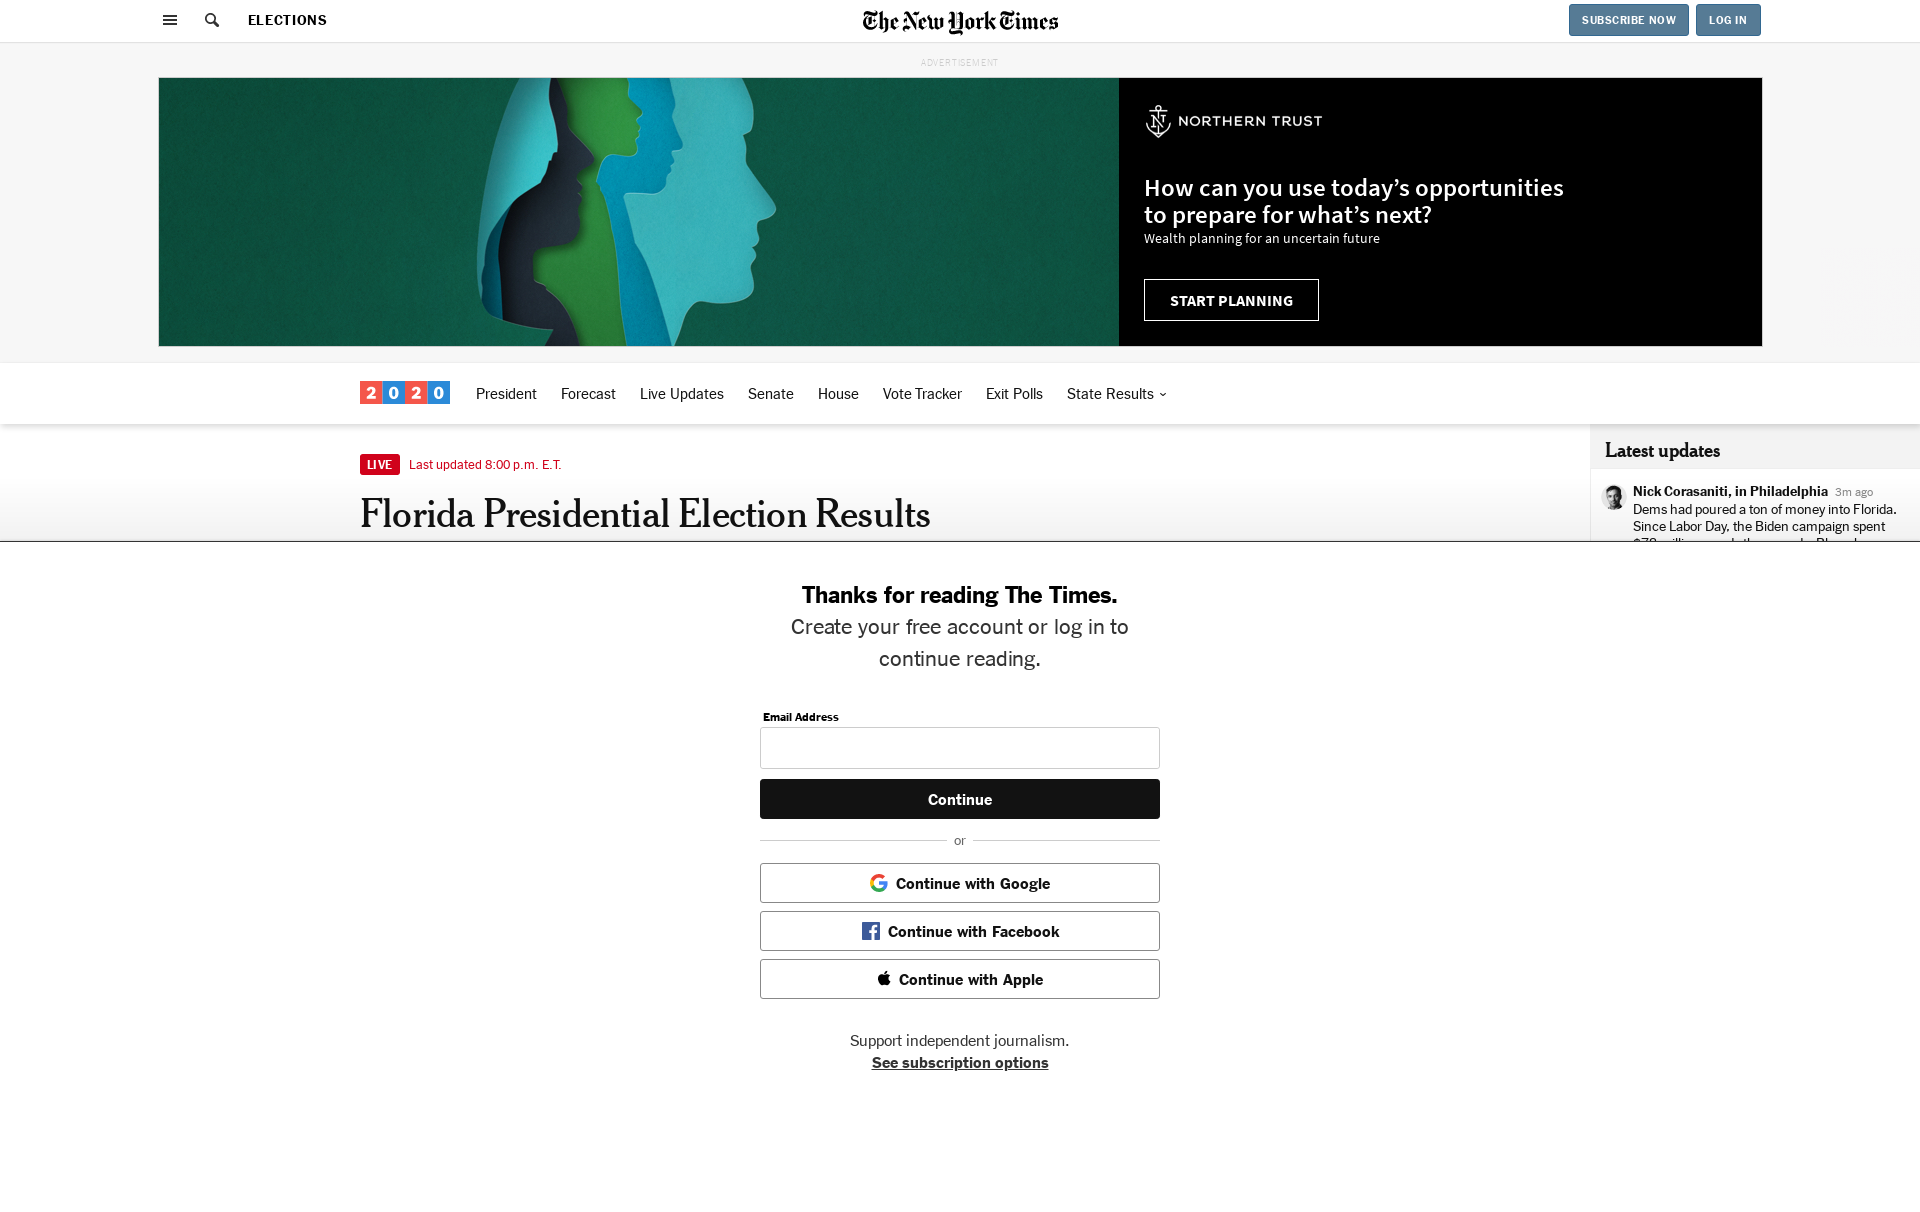 ELECTIONS
The New York Times
SUBSCRIBE NOW
LOG IN
ADVERTISEMENT
NORTHERN TRUST
How can you use today’s opportunities
to prepare for what’s next?
Wealth planning for an uncertain future
START PLANNING
2020
President
Forecast
Live Updates
Senate
House
Vote Tracker
Exit Polls
State Results
LIVE
Last updated 8:00 p.m. E.T.
Florida Presidential Election Results
Latest updates
Nick Corasaniti, in Philadelphia 3m ago
Dems had poured a ton of money into Florida.
Since Labor Day, the Biden campaign spent
Thanks for reading The Times.
Create your free account or log in to
continue reading.
Email Address
Continue
or
Continue with Google
Continue with Facebook
Continue with Apple
Support independent journalism.
See subscription options